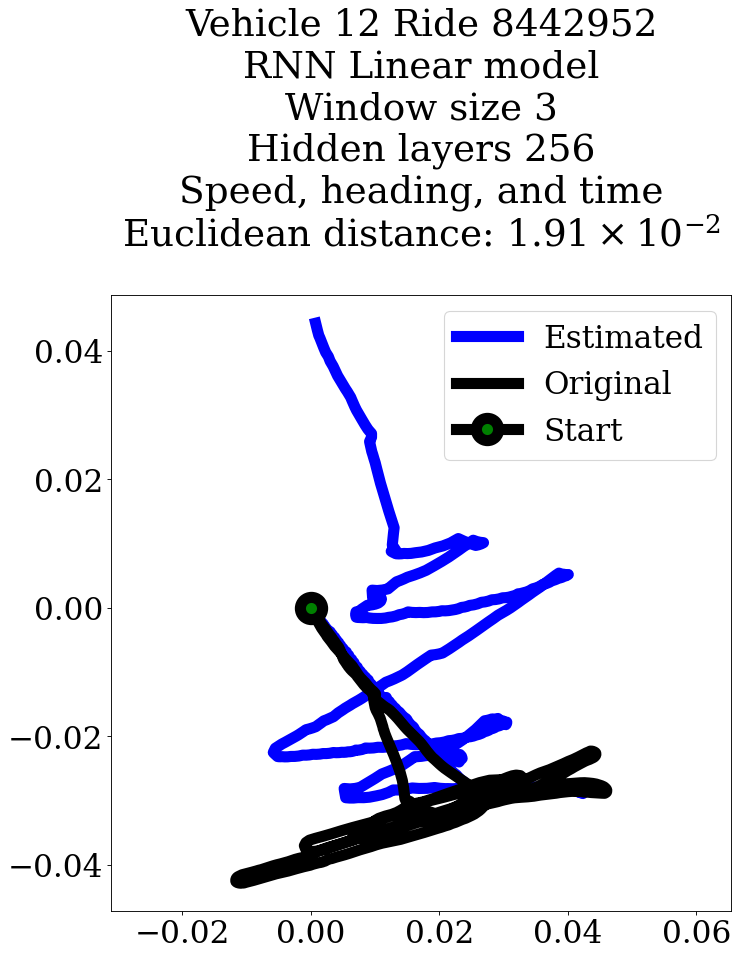 Vehicle 12 Ride 8442952
RNN Linear model
Window size 3
Hidden layers 256
Speed, heading, and time
Euclidean distance: 1.91 × 10⁻²
Estimated
Original
Start
0.04
0.02
0.00
−0.02
−0.04
−0.02 0.00 0.02 0.04 0.06